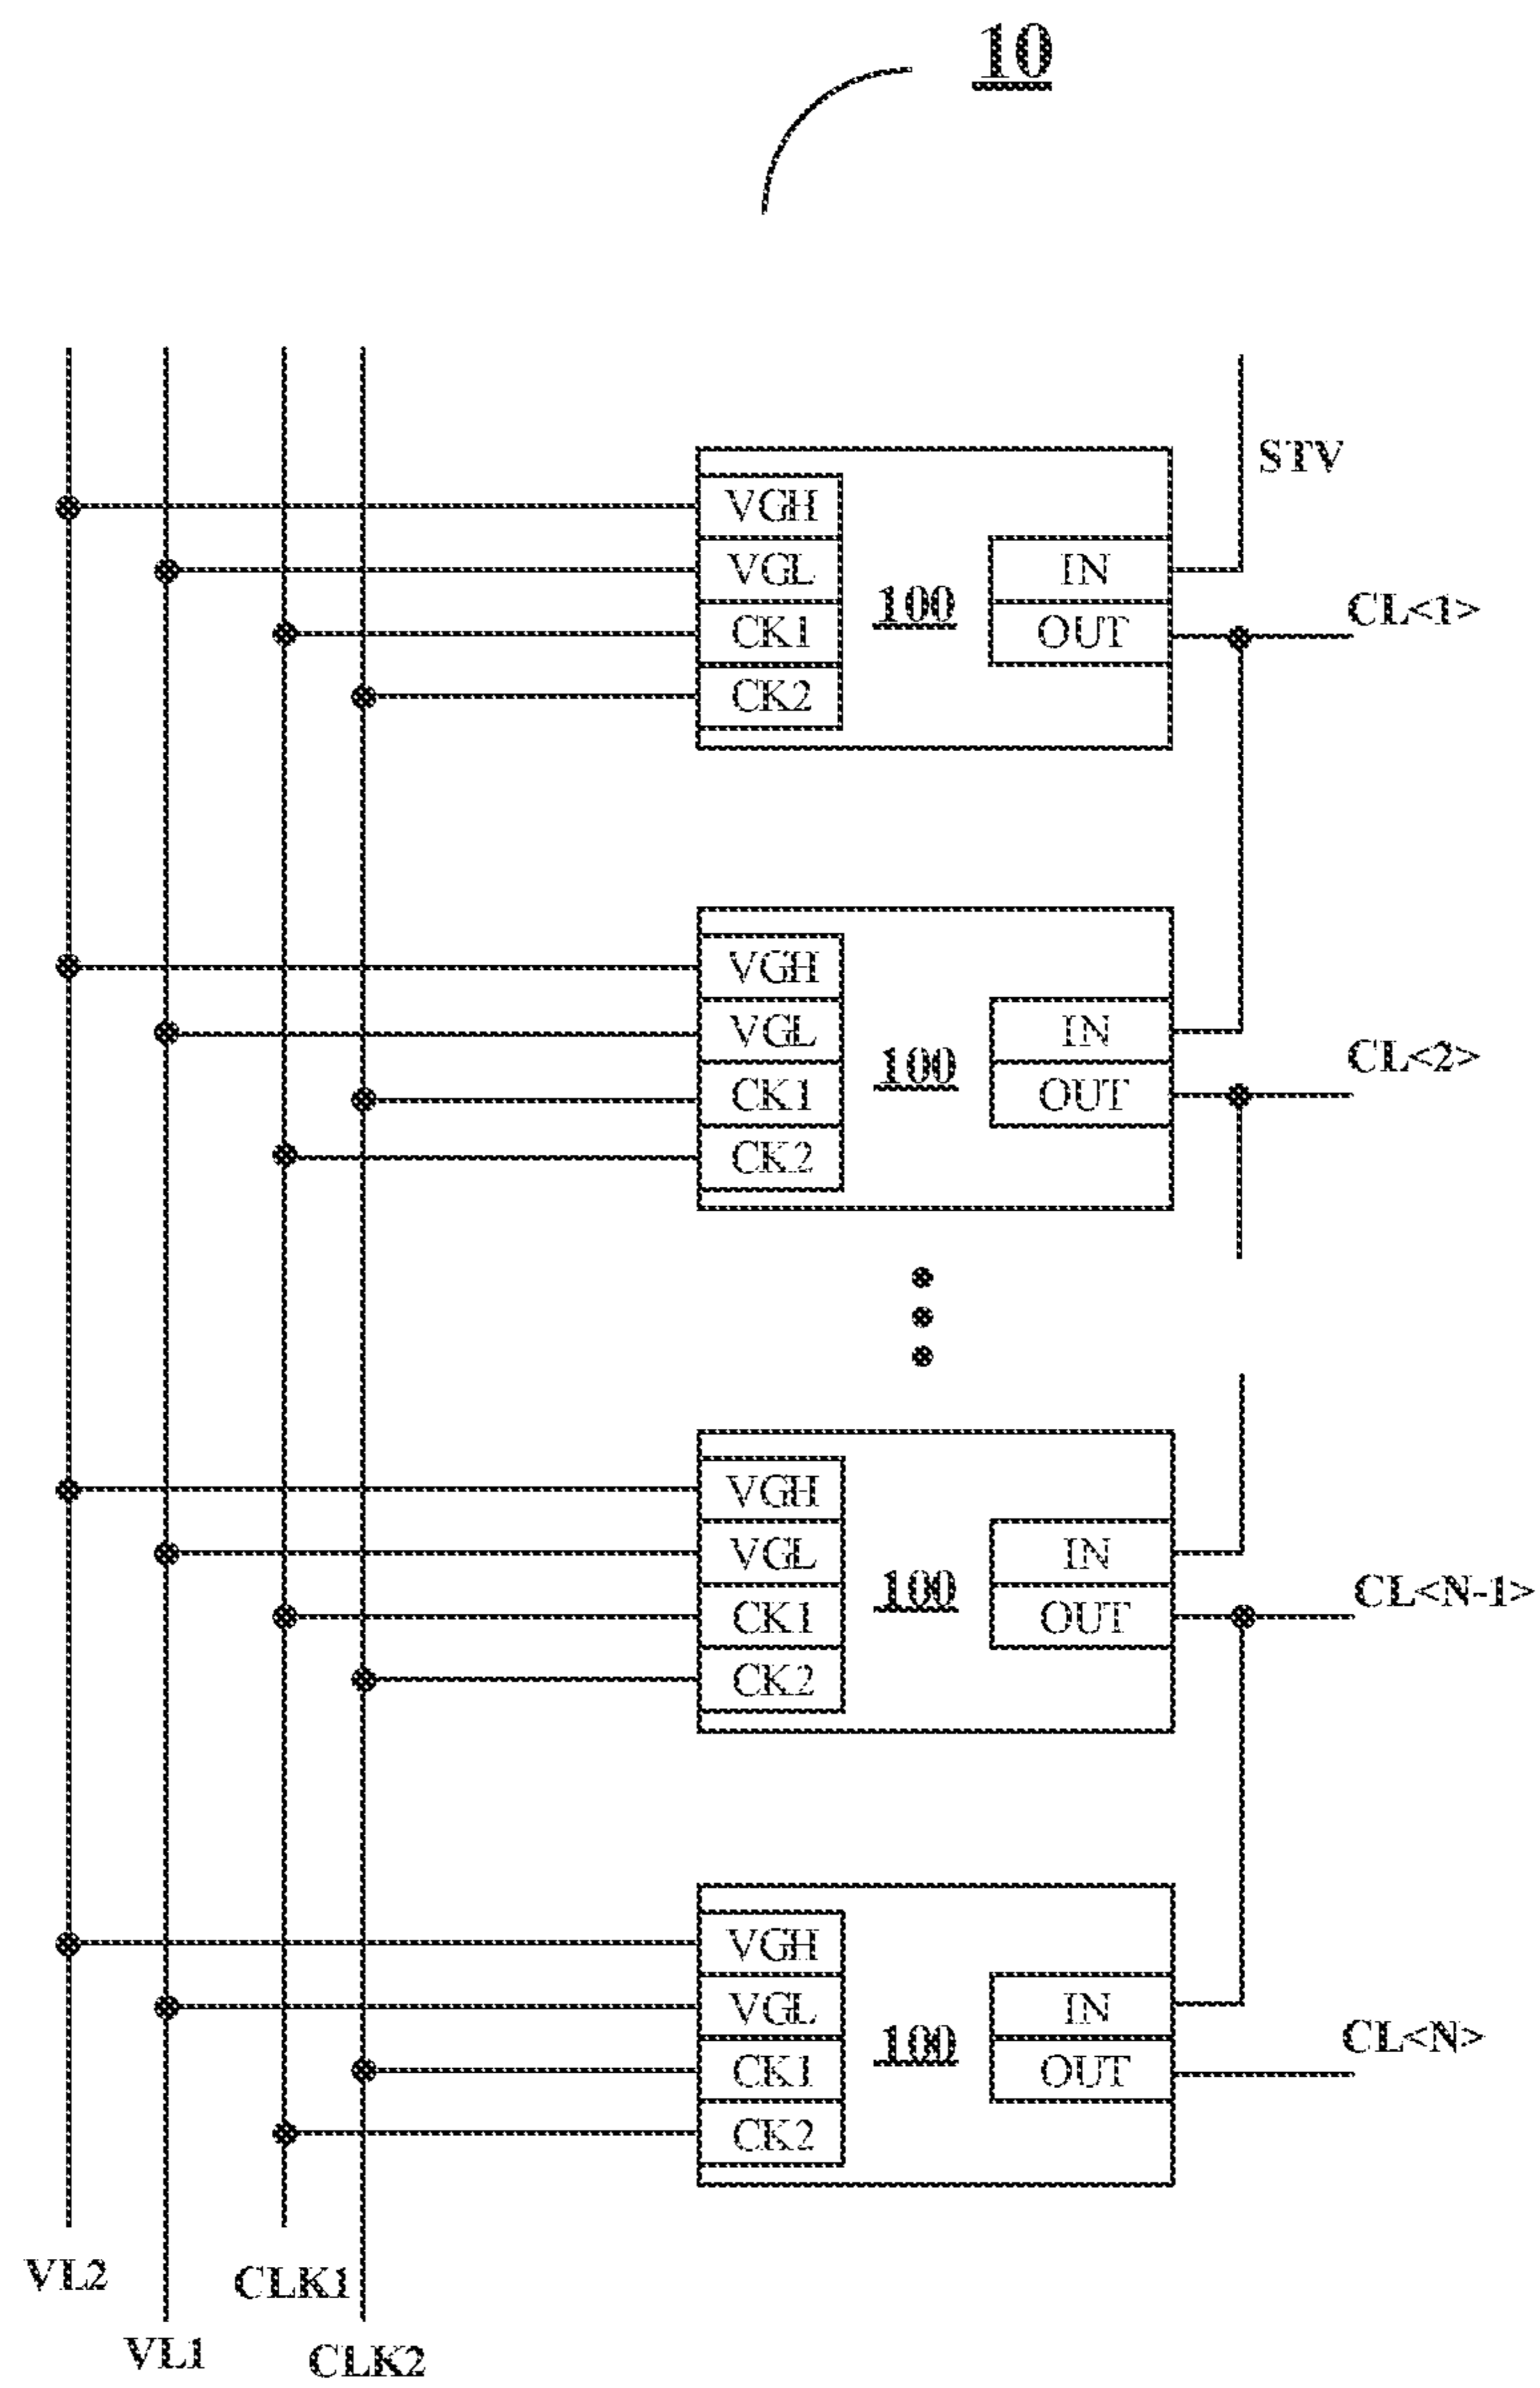 10
STV
VGH
VGL
CK1
CK2
100
IN
OUT
CL<1>
VGH
VGL
CK1
CK2
100
IN
OUT
CL<2>
VGH
VGL
CK1
CK2
100
IN
OUT
CL<N-1>
VGH
VGL
CK1
CK2
100
IN
OUT
CL<N>
VL2
CLK1
VL1
CLK2